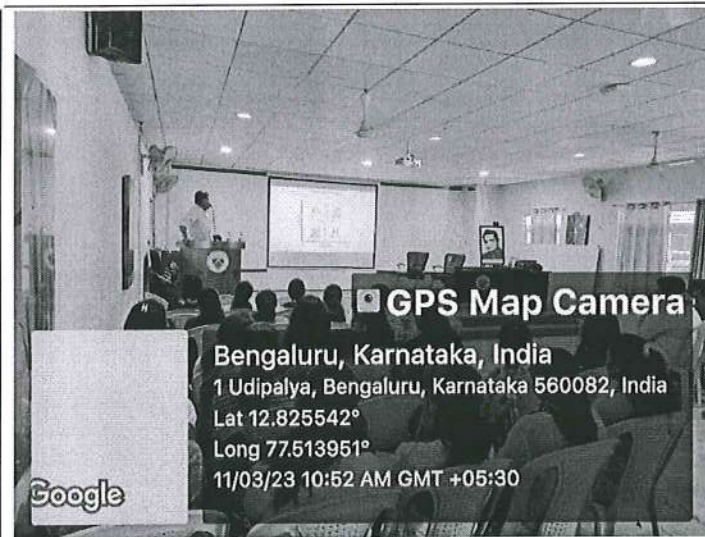 GPS Map Camera
Bengaluru, Karnataka, India
1 Udipalya, Bengaluru, Karnataka 560082, India
Lat 12.825542°
Long 77.513951°
11/03/23 10:52 AM GMT +05:30
Google